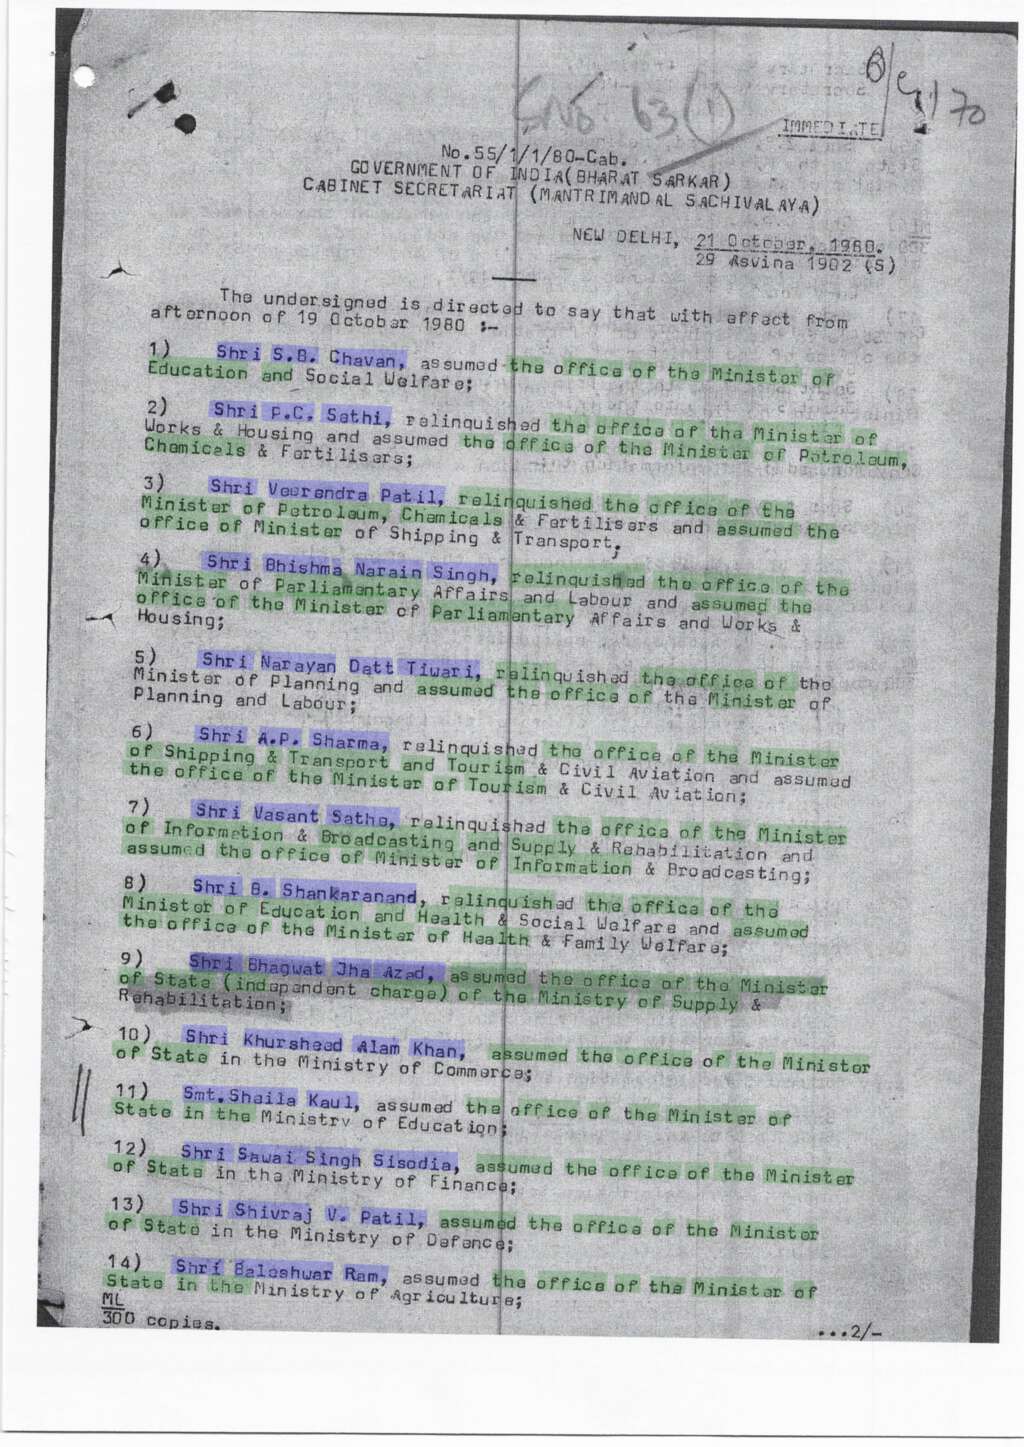 6
SNo. 63(1)
70
IMMEDIATE
No.55/1/1/80-Cab.
GOVERNMENT OF INDIA(BHARAT SARKAR)
CABINET SECRETARIAT (MANTRIMANDAL SACHIVALAYA)
NEW DELHI, 21 October, 1980.
29 Asvina 1902 (S)
The undersigned is directed to say that with effect from
afternoon of 19 October 1980 :-
1) Shri S.B. Chavan, assumed the office of the Minister of
Education and Social Welfare;
2) Shri P.C. Sethi, relinquished the office of the Minister of
Works & Housing and assumed the office of the Minister of Petroleum,
Chemicals & Fertilisers;
3) Shri Veerendra Patil, relinquished the office of the
Minister of Petroleum, Chemicals & Fertilisers and assumed the
office of Minister of Shipping & Transport;
4) Shri Bhishma Narain Singh, relinquished the office of the
Minister of Parliamentary Affairs and Labour and assumed the
office of the Minister of Parliamentary Affairs and Works &
Housing;
5) Shri Narayan Datt Tiwari, relinquished the office of the
Minister of Planning and assumed the office of the Minister of
Planning and Labour;
6) Shri A.P. Sharma, relinquished the office of the Minister
of Shipping & Transport and Tourism & Civil Aviation and assumed
the office of the Minister of Tourism & Civil Aviation;
7) Shri Vasant Sathe, relinquished the office of the Minister
of Information & Broadcasting and Supply & Rehabilitation and
assumed the office of Minister of Information & Broadcasting;
8) Shri B. Shankaranand, relinquished the office of the
Minister of Education and Health & Social Welfare and assumed
the office of the Minister of Health & Family Welfare;
9) Shri Bhagwat Jha Azad, assumed the office of the Minister
of State (independent charge) of the Ministry of Supply &
Rehabilitation;
10) Shri Khursheed Alam Khan, assumed the office of the Minister
of State in the Ministry of Commerce;
11) Smt.Sheila Kaul, assumed the office of the Minister of
State in the Ministry of Education;
12) Shri Sawai Singh Sisodia, assumed the office of the Minister
of State in the Ministry of Finance;
13) Shri Shivraj V. Patil, assumed the office of the Minister
of State in the Ministry of Defence;
14) Shri Baleshwar Ram, assumed the office of the Minister of
State in the Ministry of Agriculture;
ML
300 copies.
...2/-